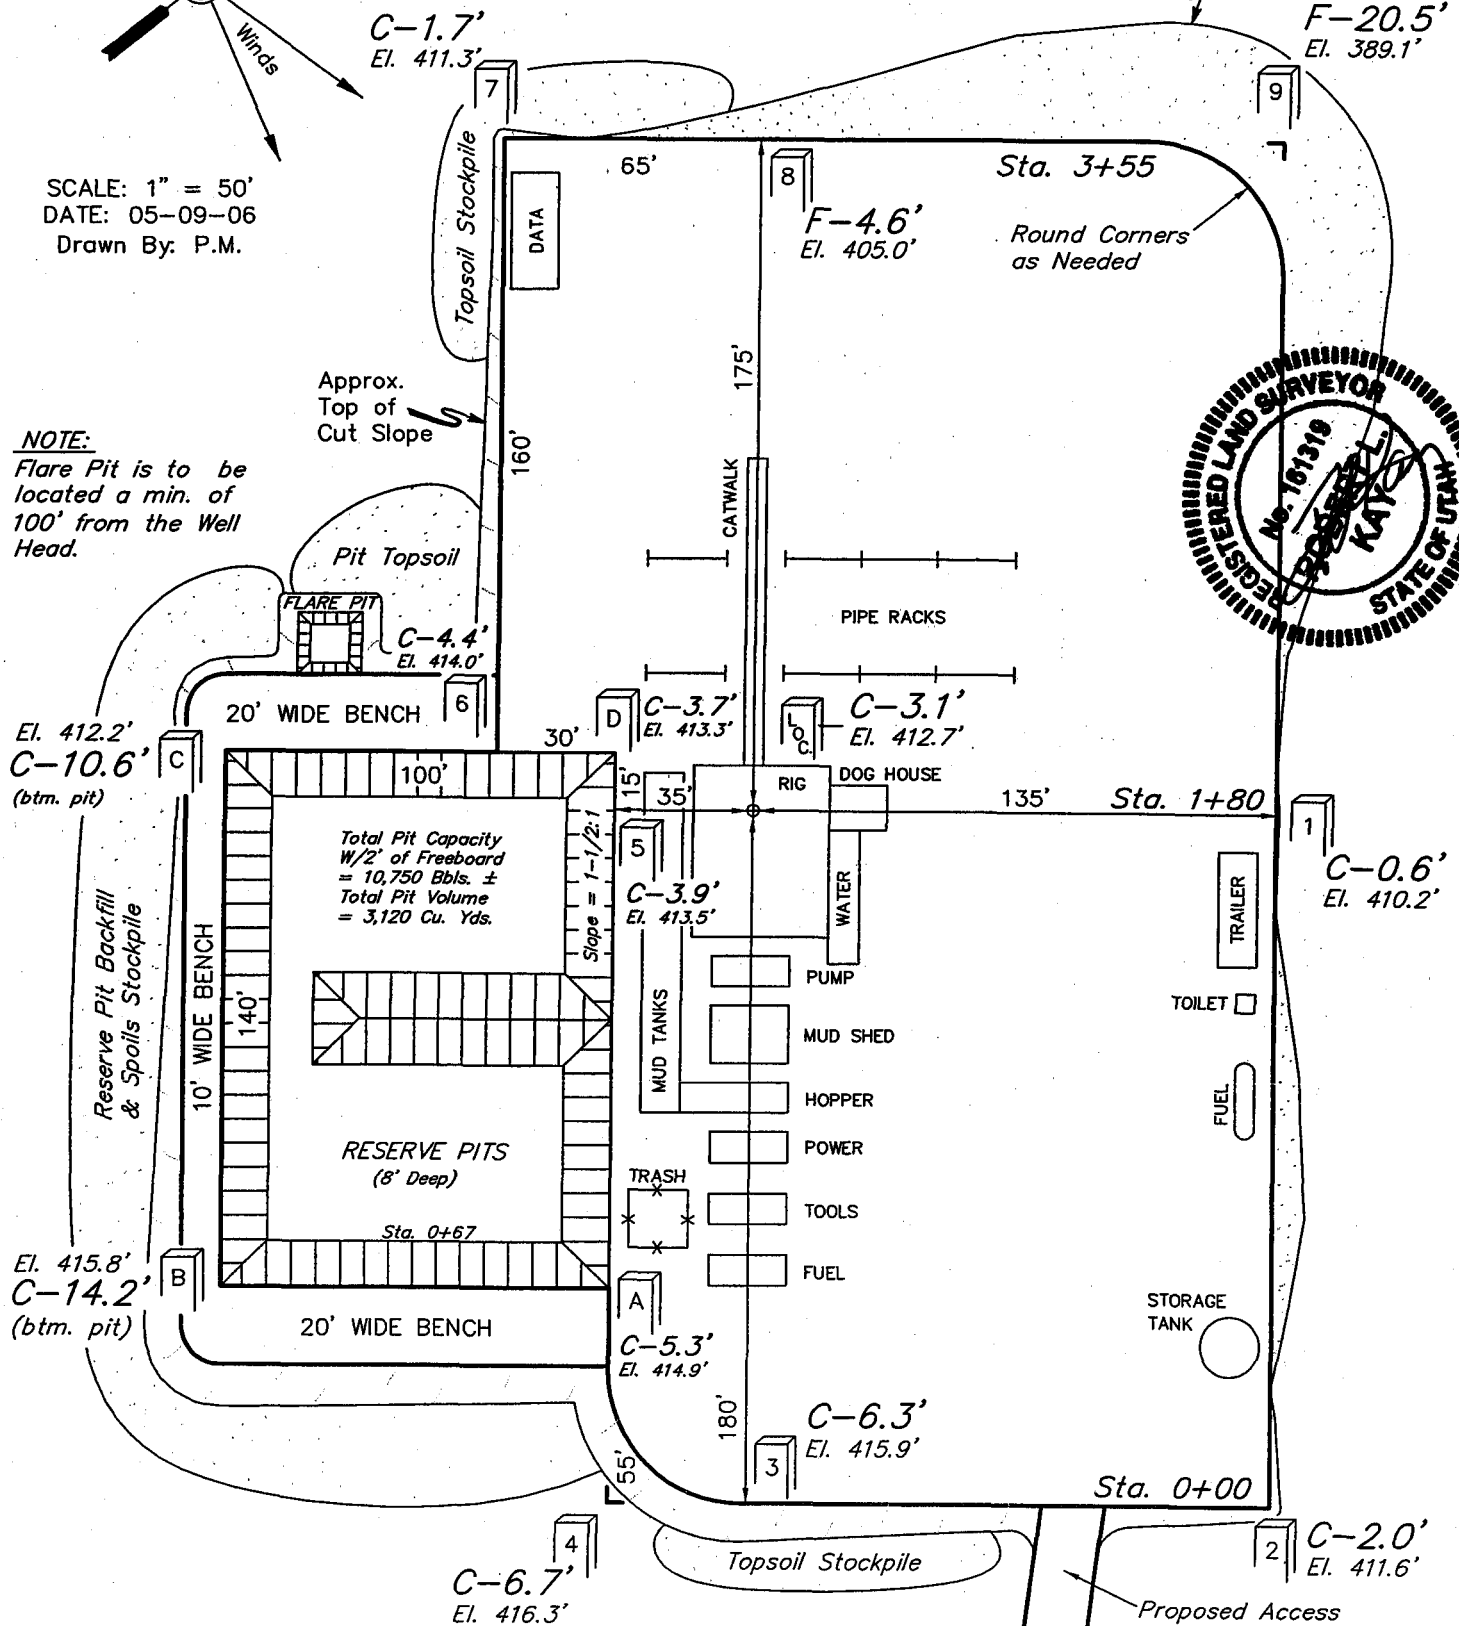 C-1.7'
El. 411.3'
F-20.5'
El. 389.1'
Winds
7
9
SCALE: 1" = 50'
DATE: 05-09-06
Drawn By: P.M.
Topsoil Stockpile
DATA
65'
8
F-4.6'
El. 405.0'
Sta. 3+55
Round Corners
as Needed
175'
Approx.
Top of
Cut Slope
160'
REGISTERED LAND SURVEYOR
No. 161319
ROBERT L.
KAY
STATE OF UTAH
NOTE:
Flare Pit is to be
located a min. of
100' from the Well
Head.
CATWALK
Pit Topsoil
FLARE PIT
PIPE RACKS
C-4.4'
El. 414.0'
6
20' WIDE BENCH
D
C-3.7'
El. 413.3'
LOC.
C-3.1'
El. 412.7'
El. 412.2'
C-10.6'
(btm. pit)
C
30'
100'
15'
35'
RIG
DOG HOUSE
135'
Sta. 1+80
1
C-0.6'
El. 410.2'
Total Pit Capacity
W/2' of Freeboard
= 10,750 Bbls. ±
Total Pit Volume
= 3,120 Cu. Yds.
Slope = 1-1/2:1
5
C-3.9'
El. 413.5'
WATER
TRAILER
Reserve Pit Backfill
& Spoils Stockpile
10' WIDE BENCH
140'
MUD TANKS
PUMP
MUD SHED
TOILET
HOPPER
FUEL
POWER
RESERVE PITS
(8' Deep)
TRASH
TOOLS
Sta. 0+67
FUEL
El. 415.8'
C-14.2'
(btm. pit)
B
A
C-5.3'
El. 414.9'
20' WIDE BENCH
STORAGE
TANK
180'
C-6.3'
El. 415.9'
3
55'
Sta. 0+00
4
C-6.7'
El. 416.3'
Topsoil Stockpile
2
C-2.0'
El. 411.6'
Proposed Access